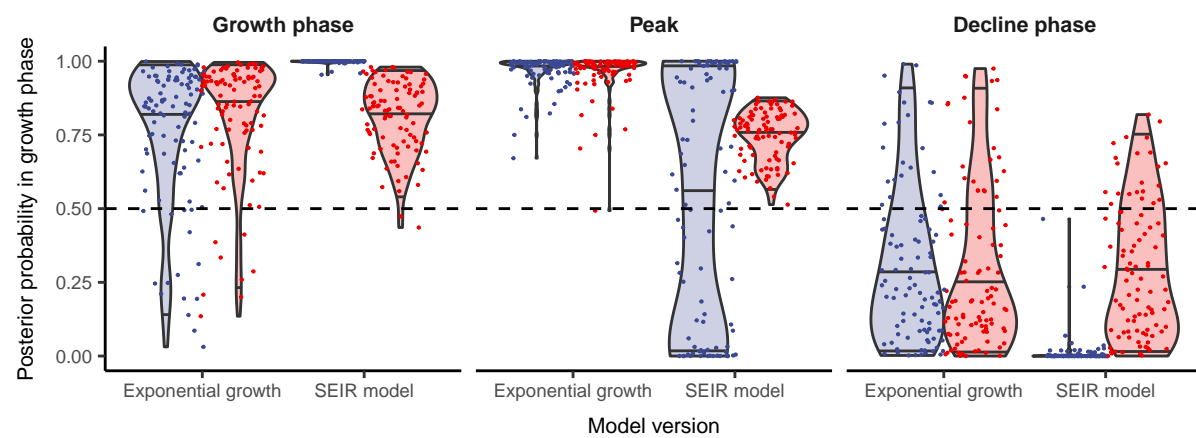 Growth phase Peak Decline phase
Posterior probability in growth phase
1.00
0.75
0.50
0.25
0.00
Exponential growth SEIR model Exponential growth SEIR model Exponential growth SEIR model
Model version